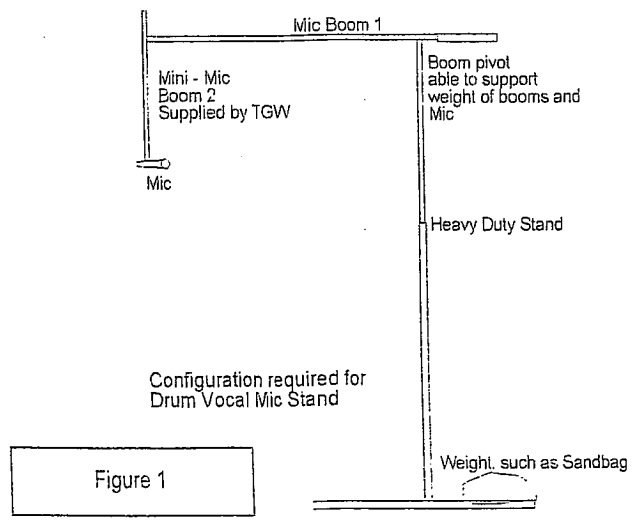 Mic Boom 1
Boom pivot
able to support
weight of booms and
Mic
Mini - Mic
Boom 2
Supplied by TGW
Mic
Heavy Duty Stand
Configuration required for
Drum Vocal Mic Stand
Weight, such as Sandbag
Figure 1